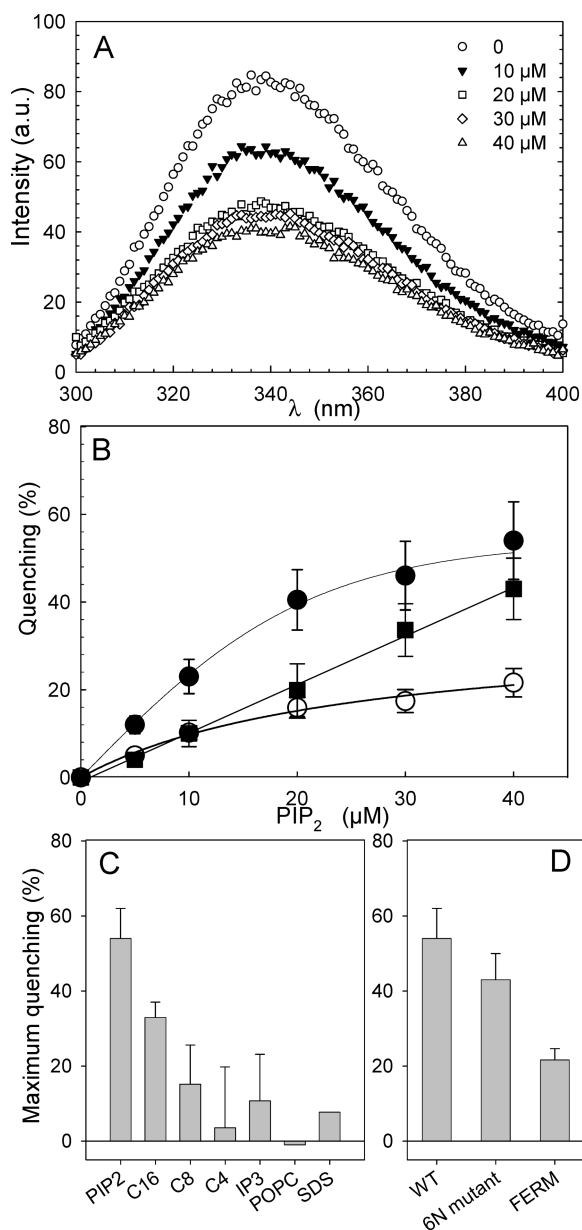 A
0
10 µM
20 µM
30 µM
40 µM
Intensity (a.u.)
100
80
60
40
20
0
300 320 340 360 380 400
λ (nm)
B
Quenching (%)
80
60
40
20
0
0 10 20 30 40
PIP2 (µM)
C
D
Maximum quenching (%)
80 80
60 60
40 40
20 20
0 0
PIP2 C16 C8 C4 IP3 POPC SDS
WT 6N mutant FERM